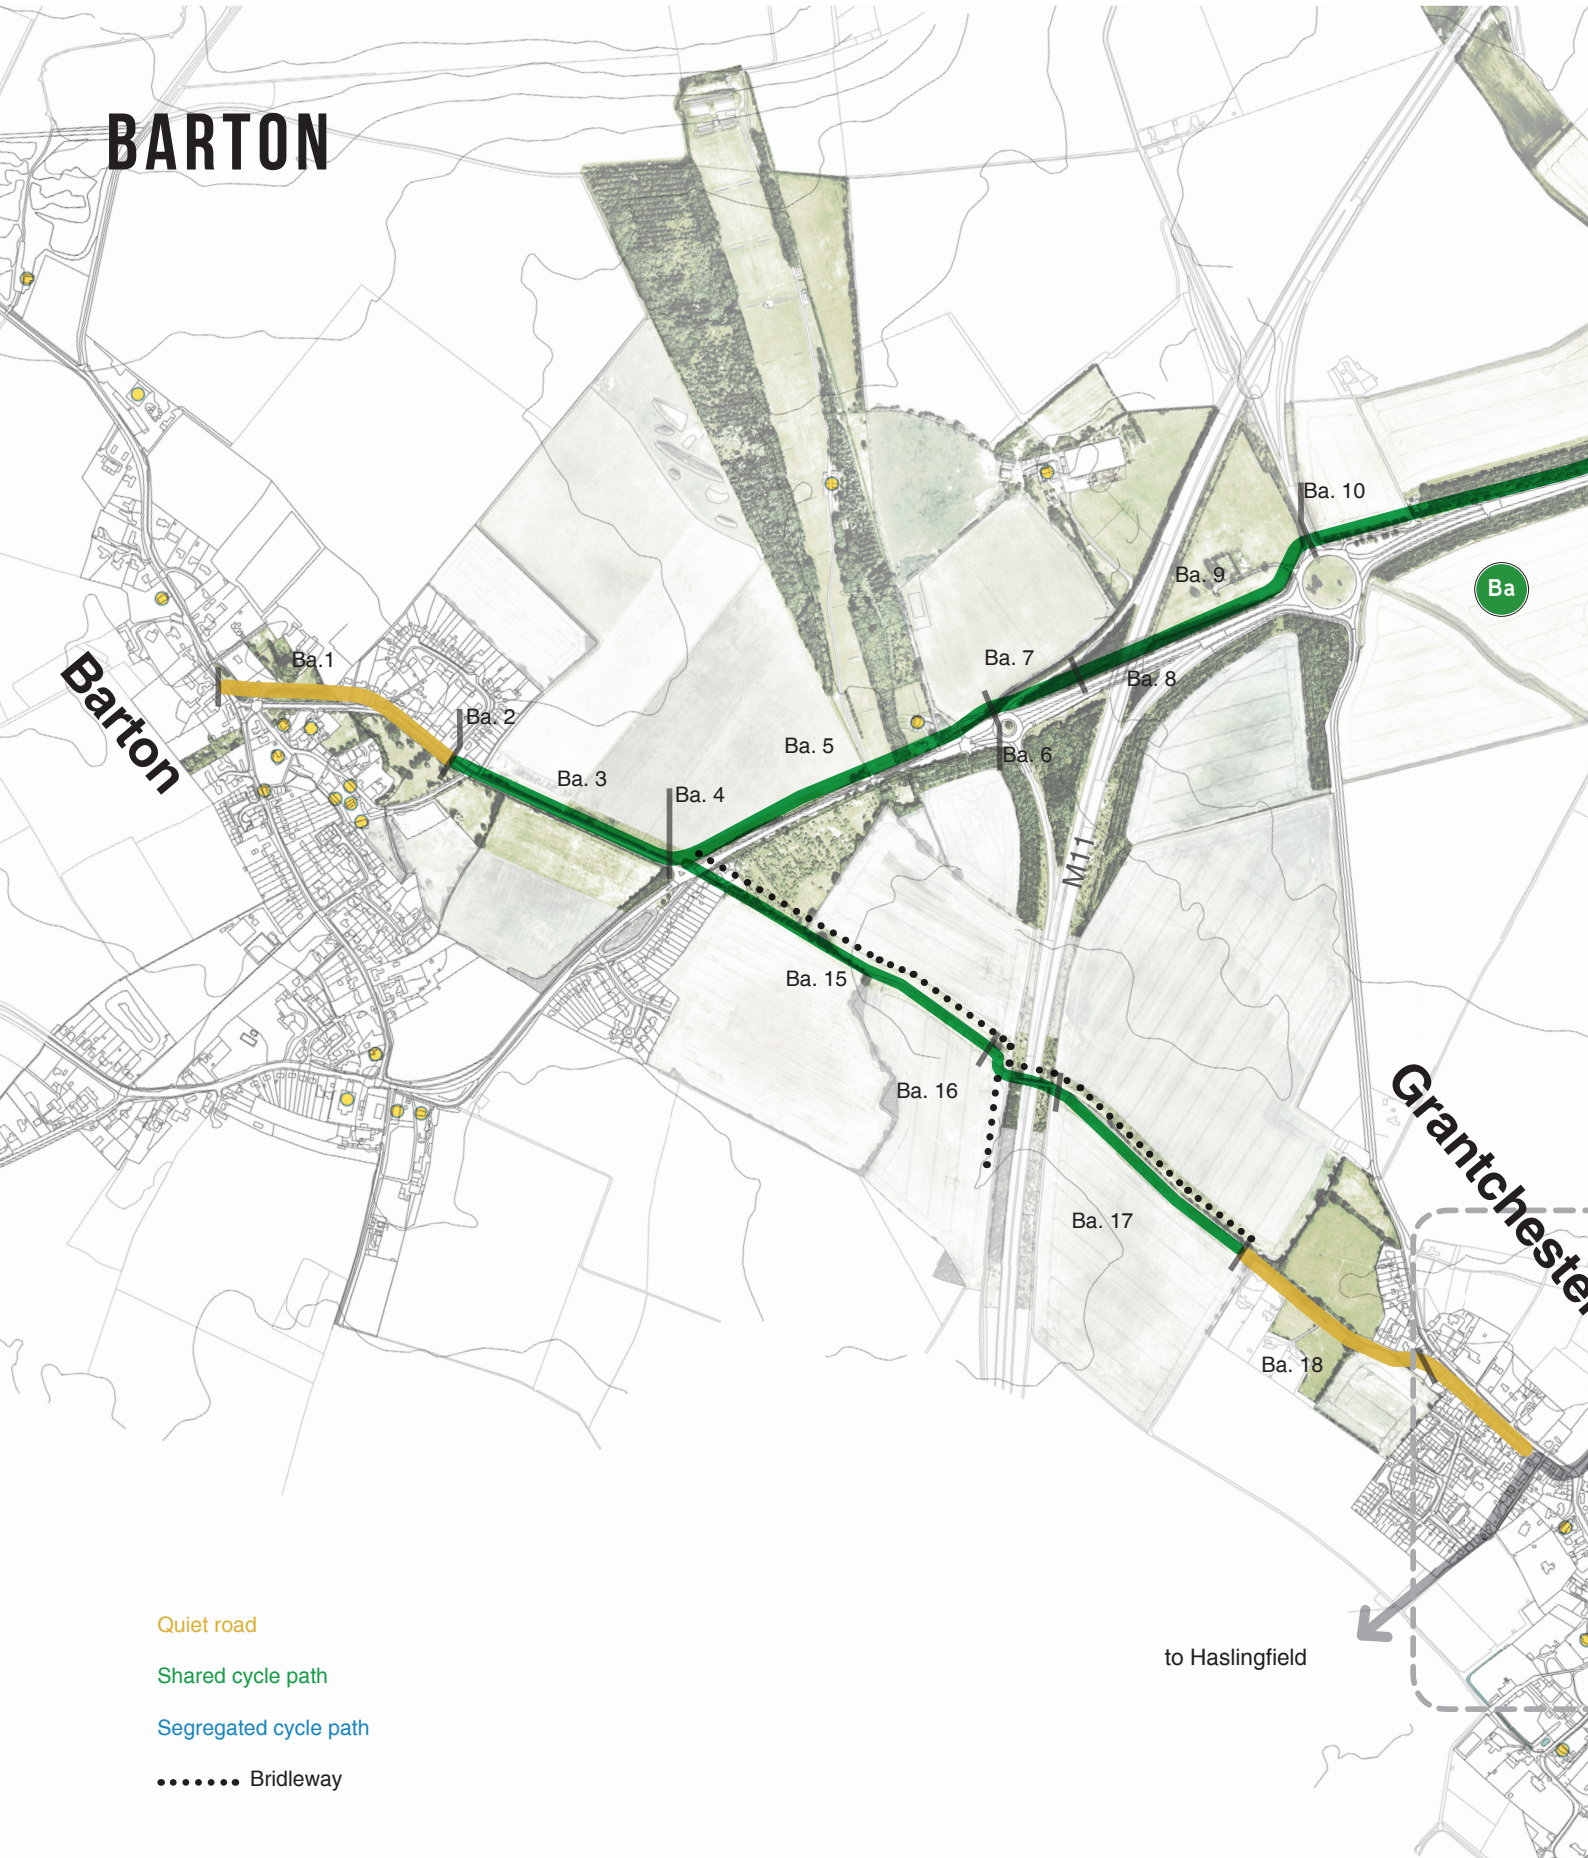 BARTON
Ba. 10
Ba. 9
Ba
Ba.1
Ba. 7
Ba. 8
Barton
Ba. 2
Ba. 5
Ba. 6
Ba. 3
Ba. 4
M11
Ba. 15
Ba. 16
Grantchester
Ba. 17
Ba. 18
Quiet road
to Haslingfield
Shared cycle path
Segregated cycle path
Bridleway